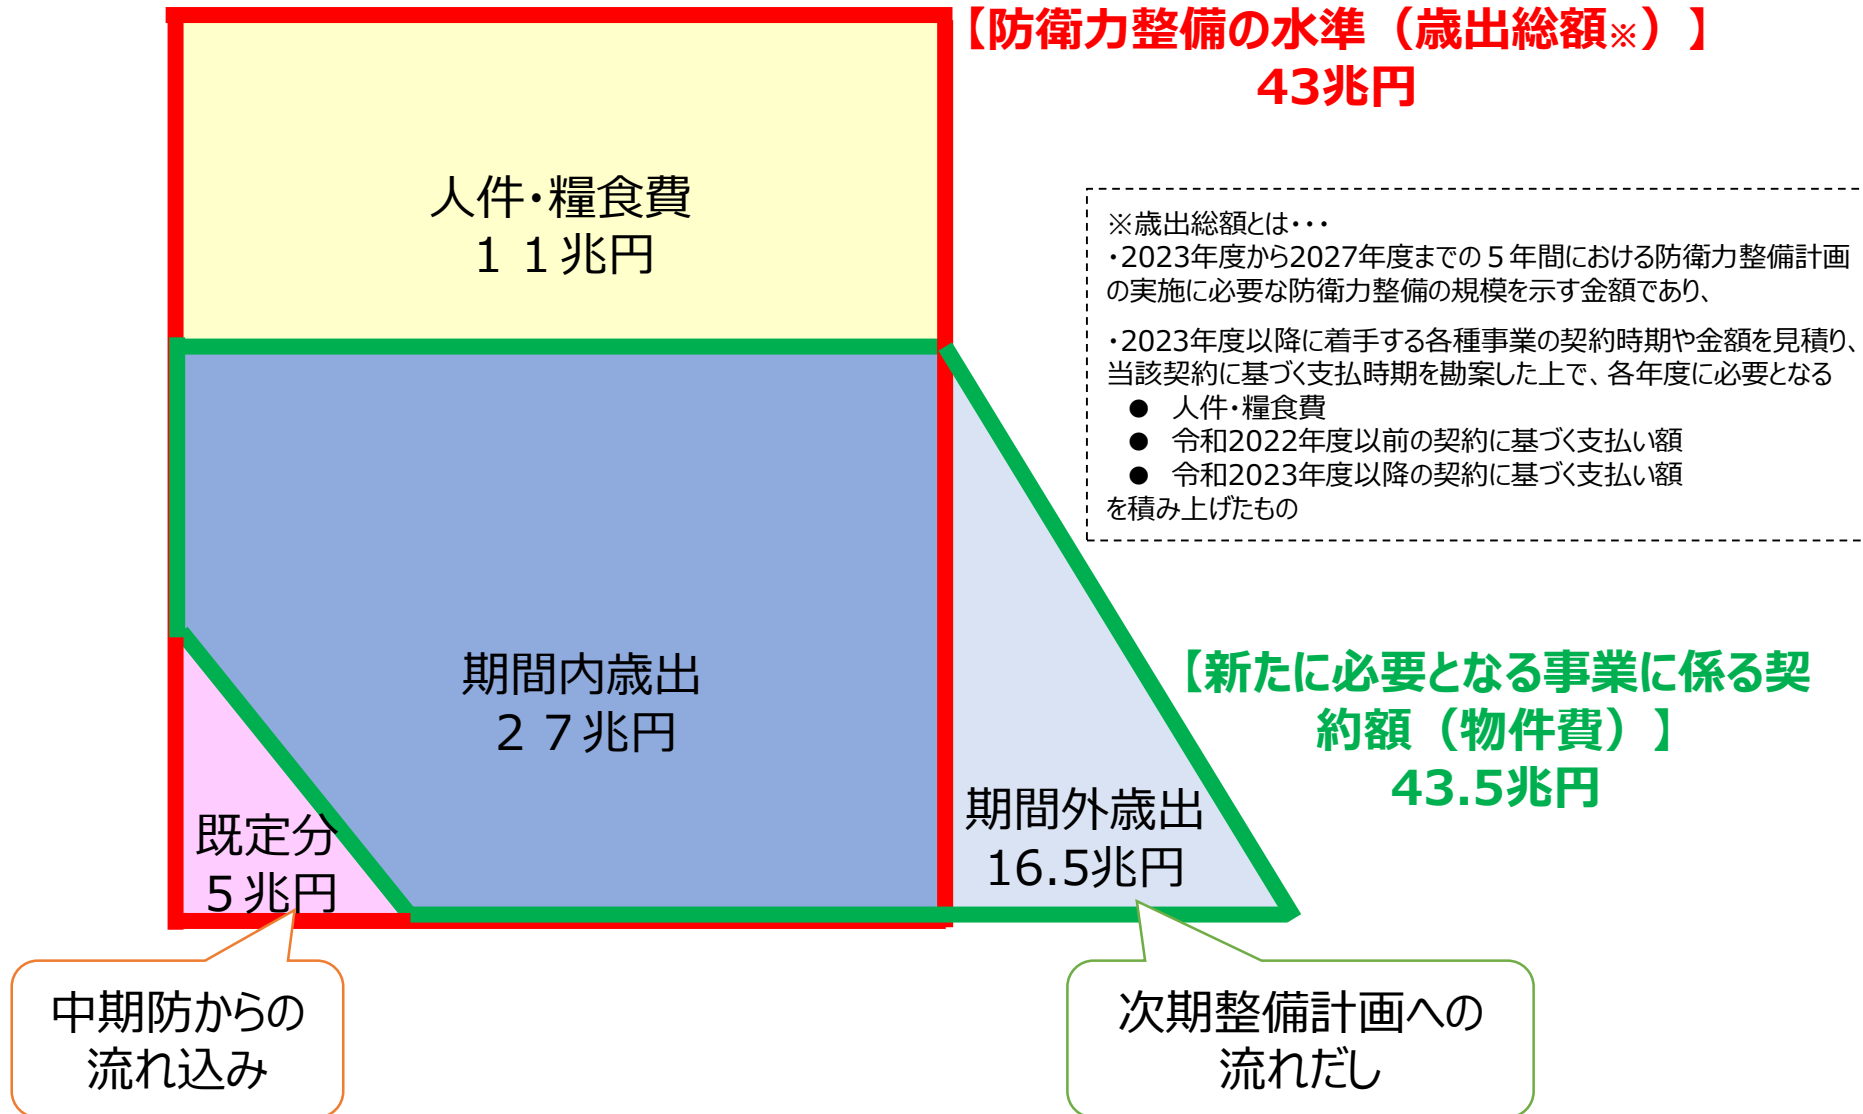 【防衛力整備の水準（歳出総額※）】
43兆円
人件・糧食費
１１兆円
※歳出総額とは・・・
・2023年度から2027年度までの５年間における防衛力整備計画
の実施に必要な防衛力整備の規模を示す金額であり、
・2023年度以降に着手する各種事業の契約時期や金額を見積り、
当該契約に基づく支払時期を勘案した上で、各年度に必要となる
● 人件・糧食費
● 令和2022年度以前の契約に基づく支払い額
● 令和2023年度以降の契約に基づく支払い額
を積み上げたもの
期間内歳出
２７兆円
【新たに必要となる事業に係る契
約額（物件費）】
43.5兆円
既定分
５兆円
期間外歳出
16.5兆円
中期防からの
流れ込み
次期整備計画への
流れだし